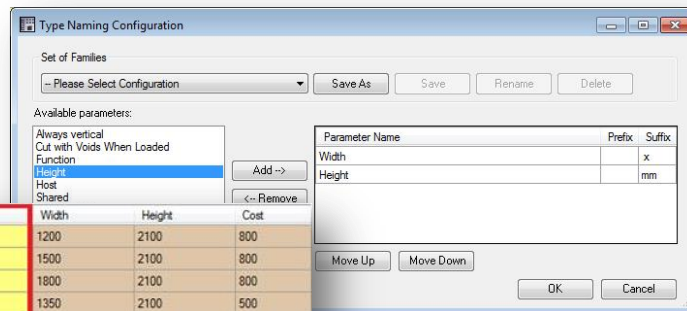 Type Naming Configuration
Set of Families
-- Please Select Configuration
Save As
Save
Rename
Delete
Available parameters:
Always vertical
Cut with Voids When Loaded
Function
Height
Host
Shared
Add -->
<-- Remove
Parameter Name Prefix Suffix
Width x
Height mm
Width Height Cost
1200 2100 800
1500 2100 800
1800 2100 800
1350 2100 500
Move Up
Move Down
OK
Cancel